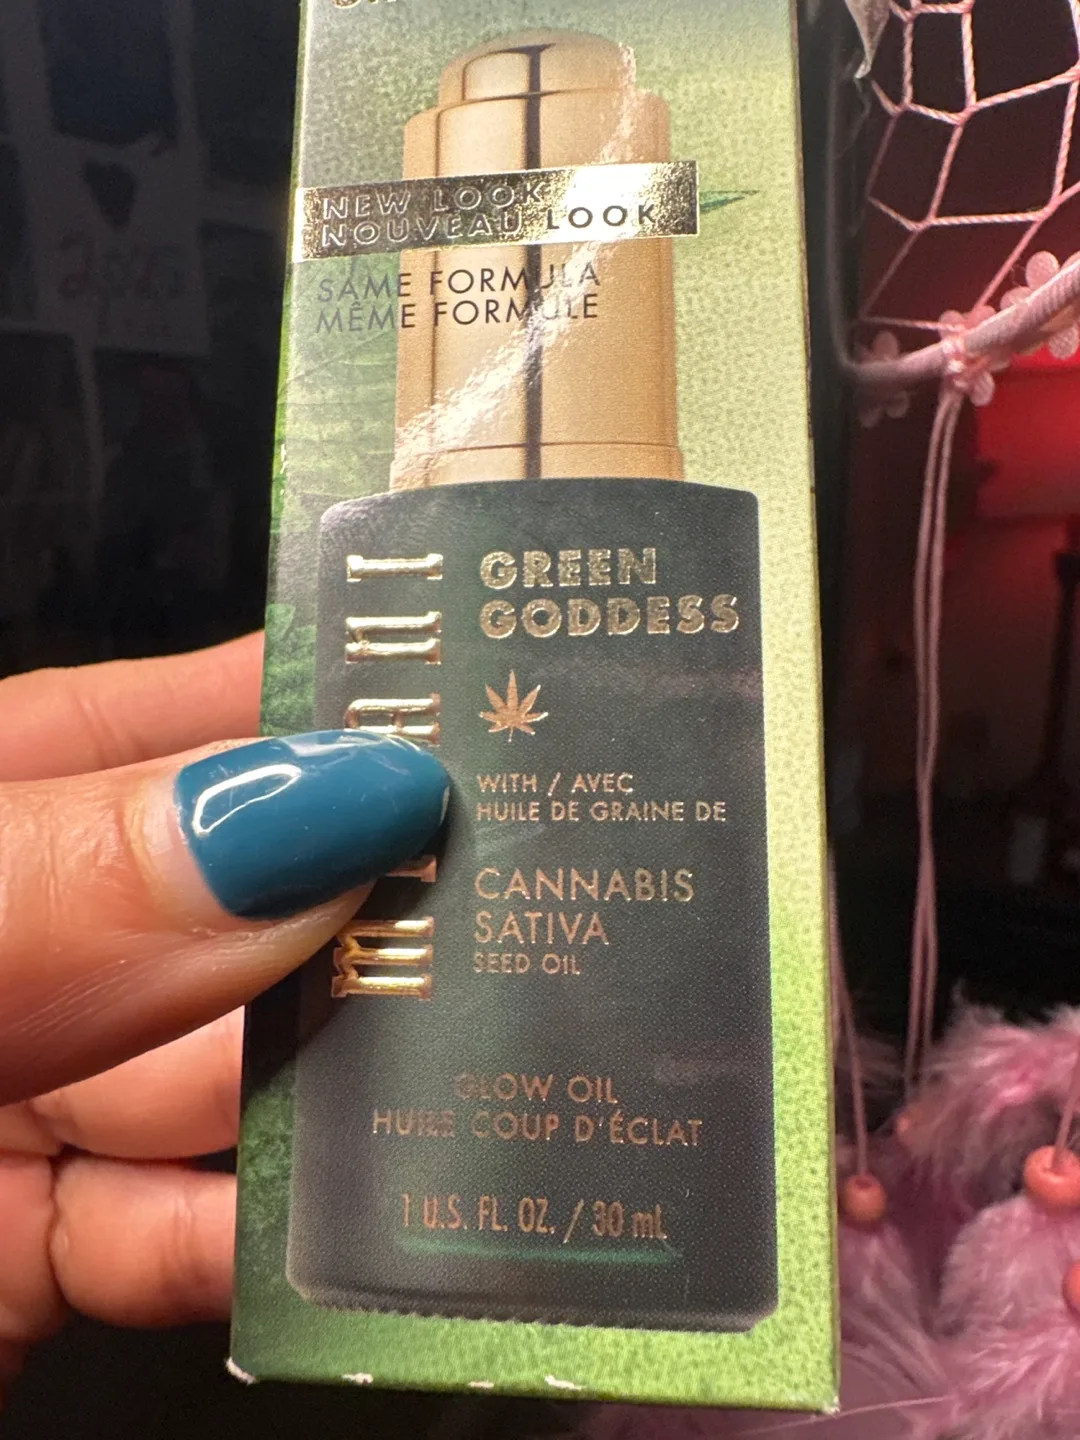 NEW LOOK
NOUVEAU LOOK
SAME FORMULA
MÊME FORMULE
GREEN
GODDESS
WITH / AVEC
HUILE DE GRAINE DE
CANNABIS
SATIVA
SEED OIL
GLOW OIL
HUILE COUP D'ÉCLAT
1 U.S. FL. OZ. / 30 mL